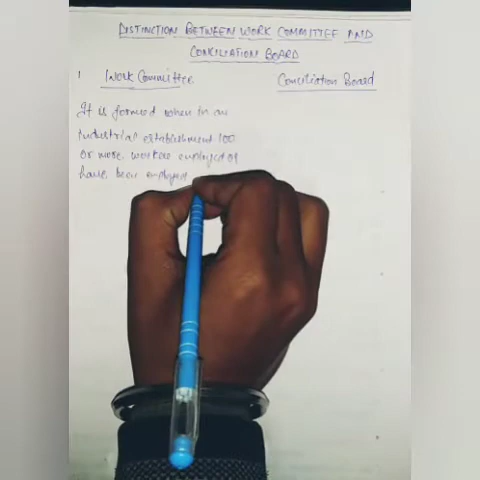 DISTINCTION BETWEEN WORK COMMITTEE AND
CONCILIATION BOARD
1 Work Committee Conciliation Board
It is formed when in an
industrial establishment 100
or more workers employed or
have been employed